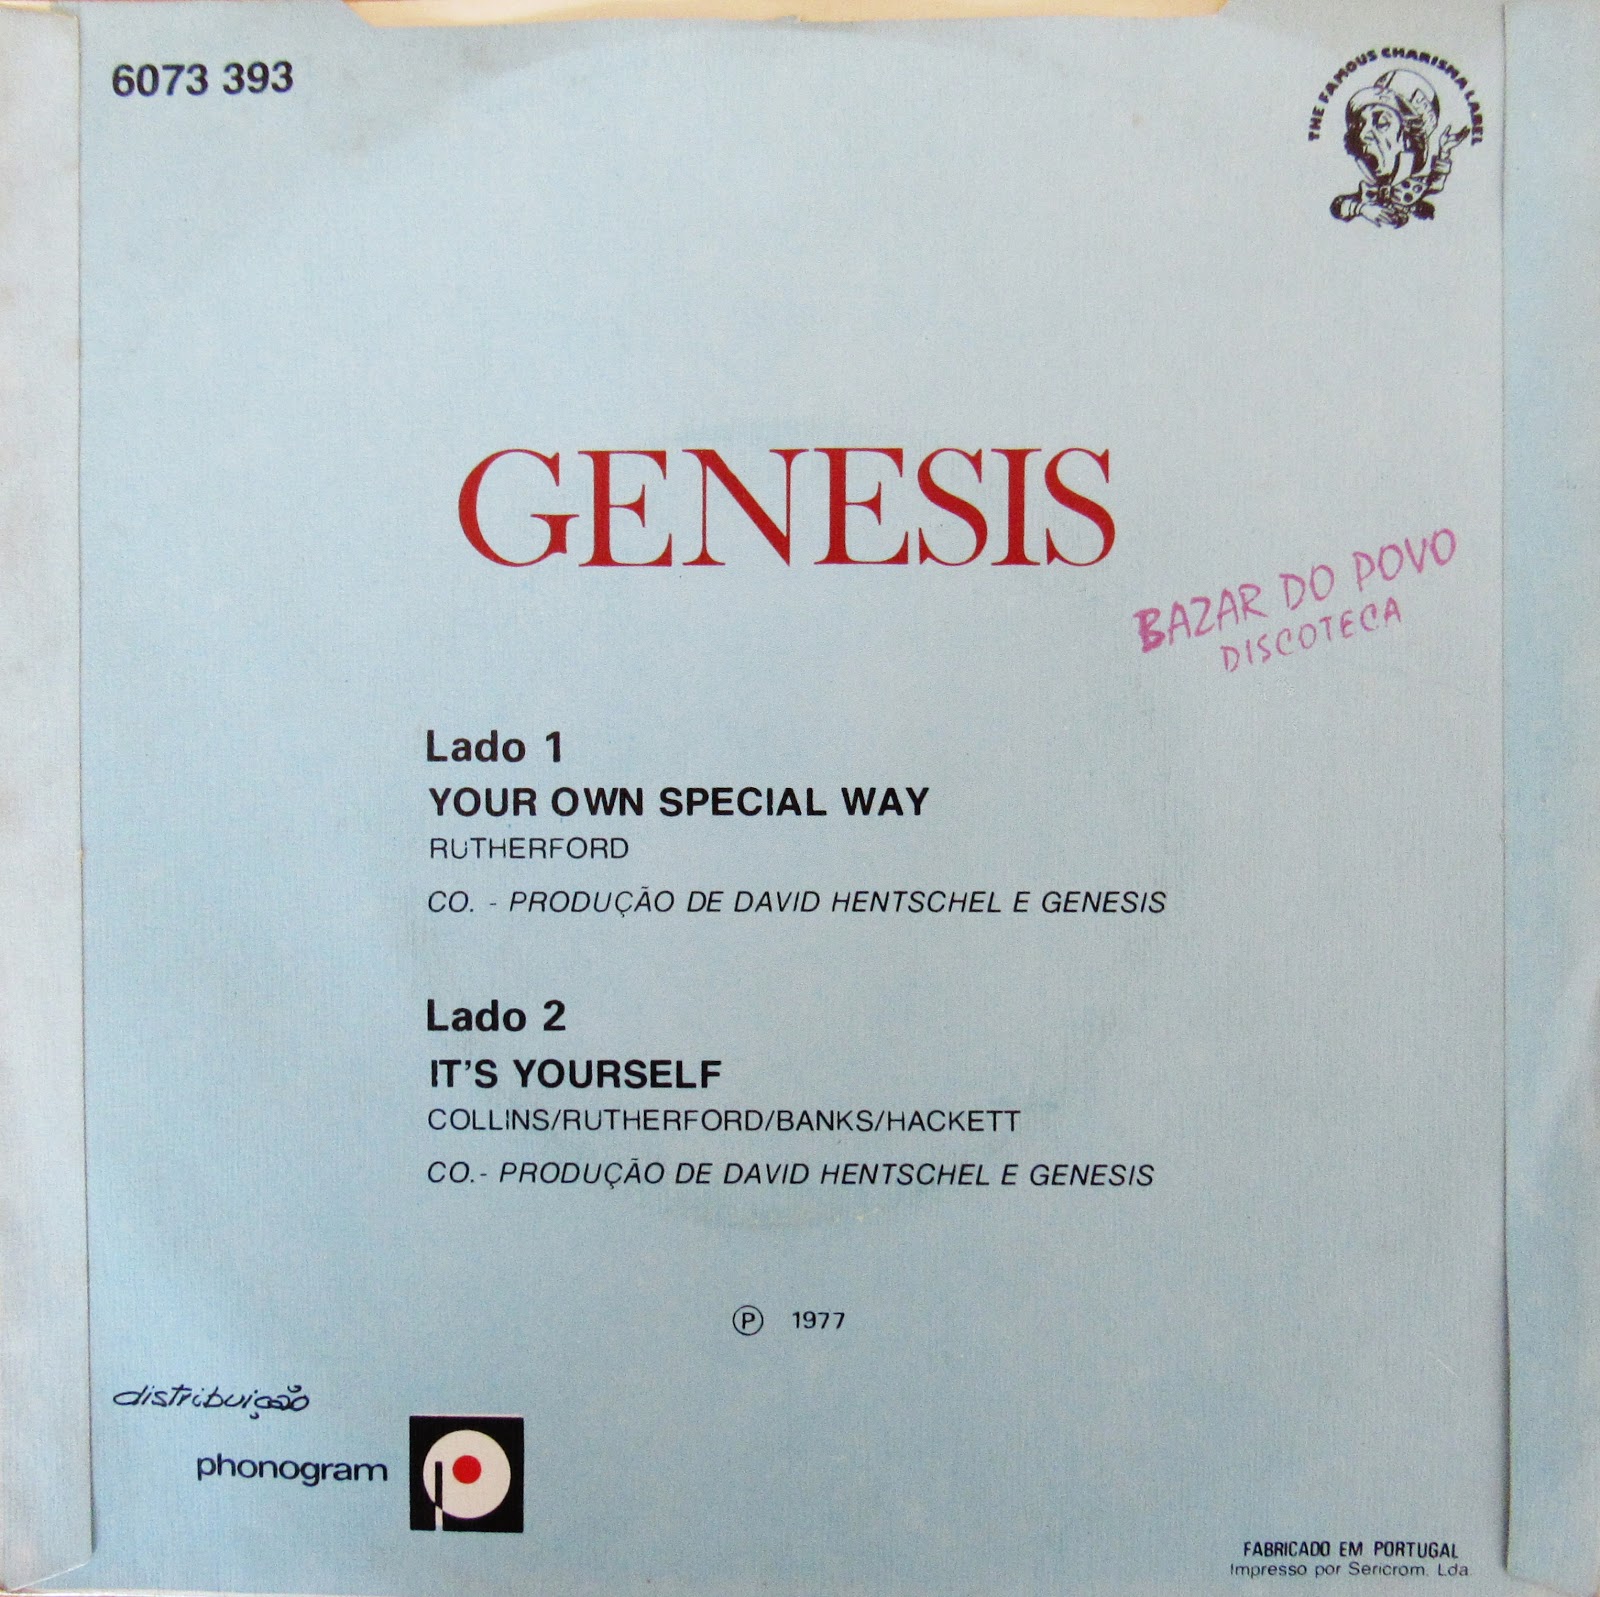 6073 393
THE FAMOUS CHARISMA LABEL
GENESIS
BAZAR DO POVO
DISCOTECA
Lado 1
YOUR OWN SPECIAL WAY
RUTHERFORD
CO. - PRODUÇÃO DE DAVID HENTSCHEL E GENESIS
Lado 2
IT'S YOURSELF
COLLINS/RUTHERFORD/BANKS/HACKETT
CO.- PRODUÇÃO DE DAVID HENTSCHEL E GENESIS
Ⓟ 1977
distribuição
phonogram
FABRICADO EM PORTUGAL
Impresso por Sericrom. Lda.